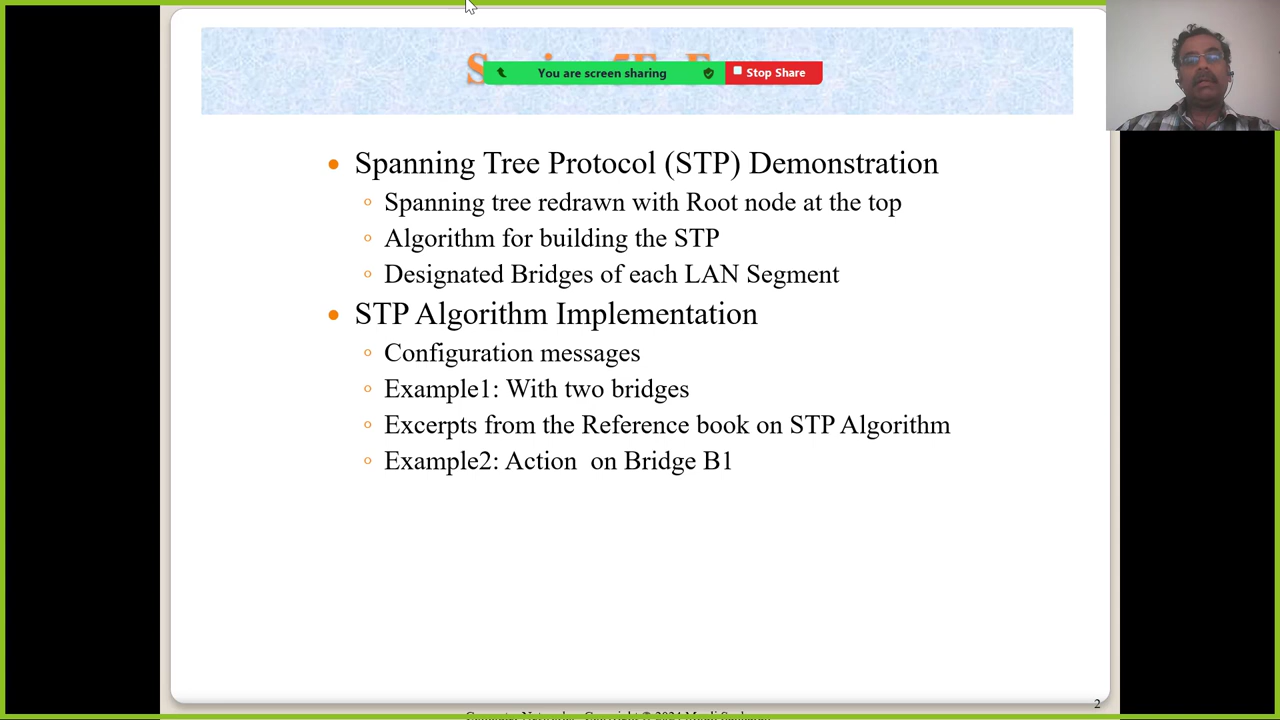 You are screen sharing Stop Share
Spanning Tree Protocol (STP) Demonstration
Spanning tree redrawn with Root node at the top
Algorithm for building the STP
Designated Bridges of each LAN Segment
STP Algorithm Implementation
Configuration messages
Example1: With two bridges
Excerpts from the Reference book on STP Algorithm
Example2: Action on Bridge B1
2